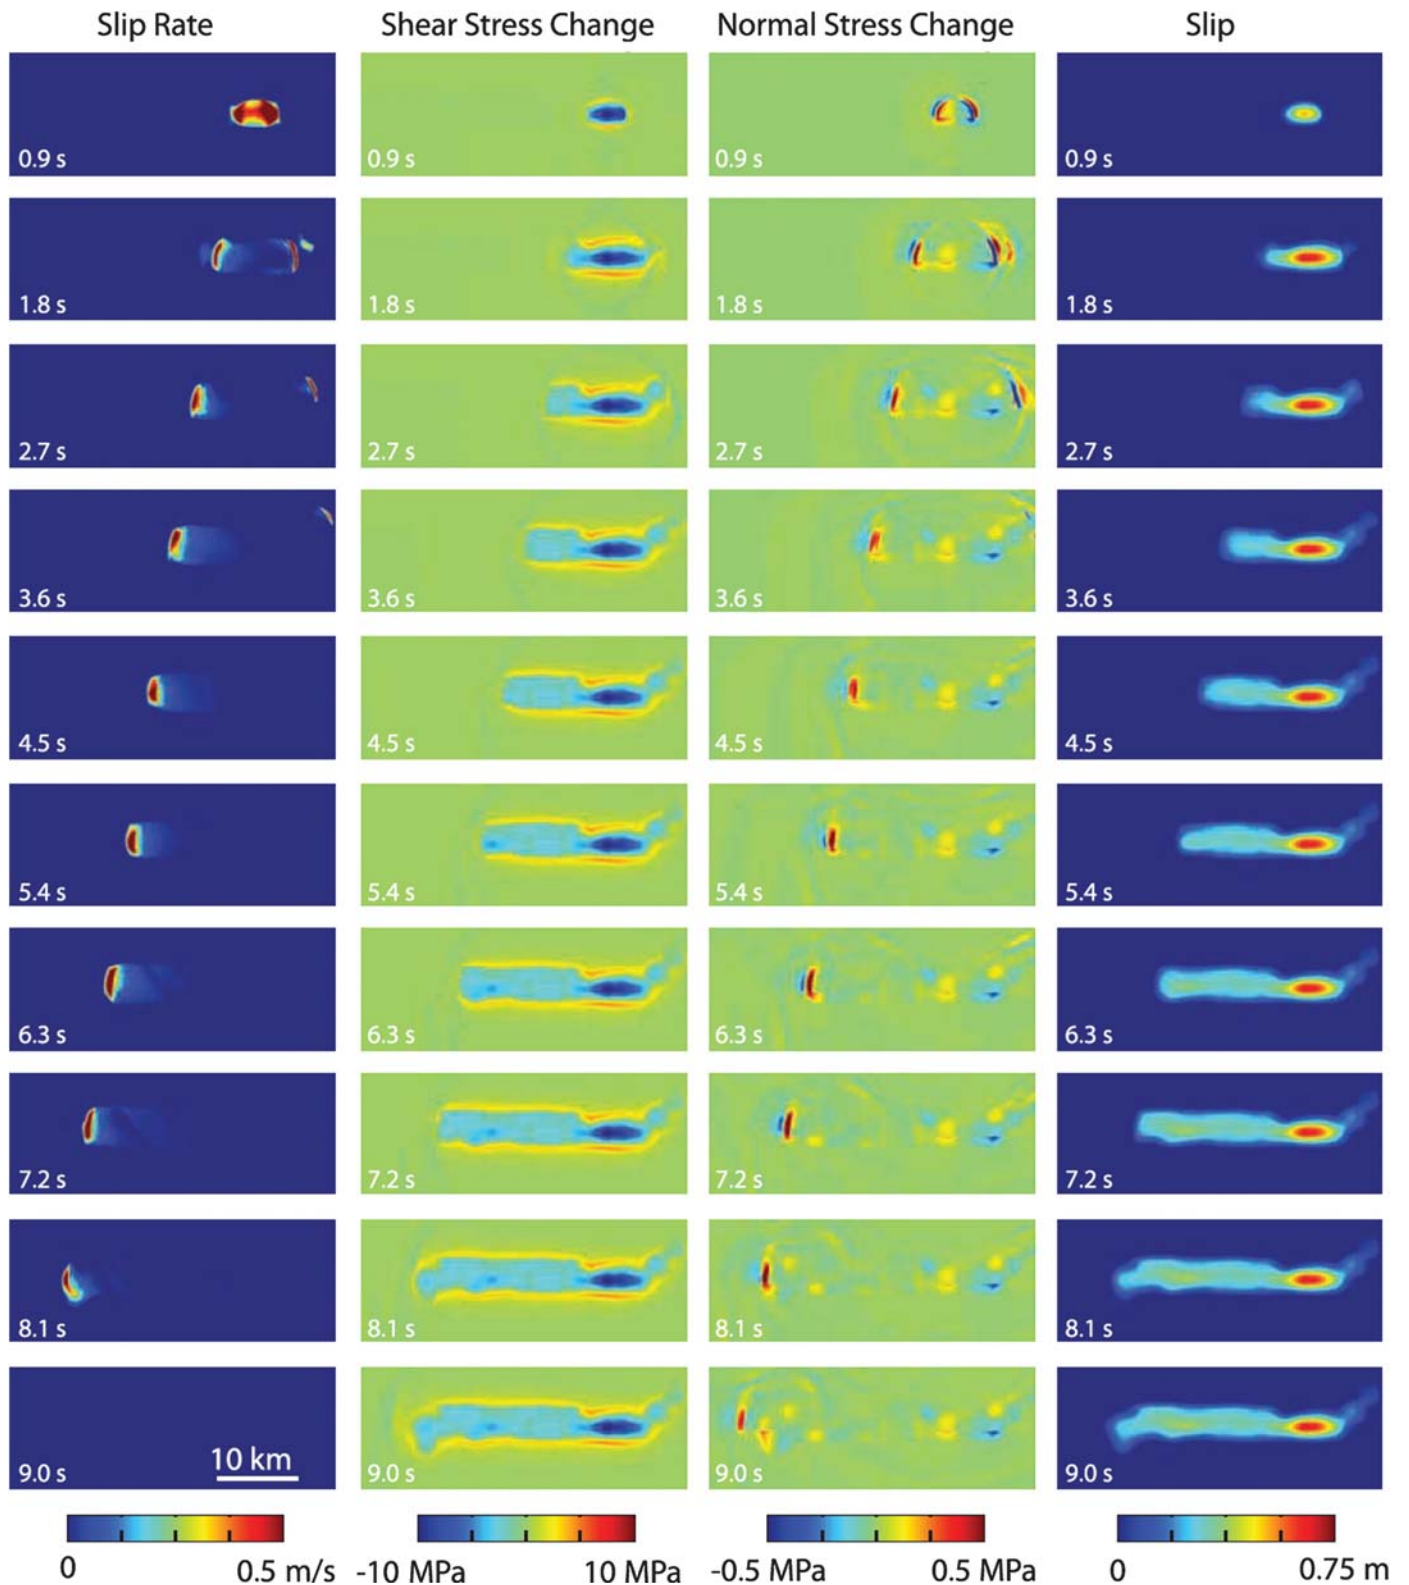 Slip Rate Shear Stress Change Normal Stress Change Slip
0.9 s 0.9 s 0.9 s 0.9 s
1.8 s 1.8 s 1.8 s 1.8 s
2.7 s 2.7 s 2.7 s 2.7 s
3.6 s 3.6 s 3.6 s 3.6 s
4.5 s 4.5 s 4.5 s 4.5 s
5.4 s 5.4 s 5.4 s 5.4 s
6.3 s 6.3 s 6.3 s 6.3 s
7.2 s 7.2 s 7.2 s 7.2 s
8.1 s 8.1 s 8.1 s 8.1 s
10 km
9.0 s 9.0 s 9.0 s 9.0 s
0 0.5 m/s -10 MPa 10 MPa -0.5 MPa 0.5 MPa 0 0.75 m